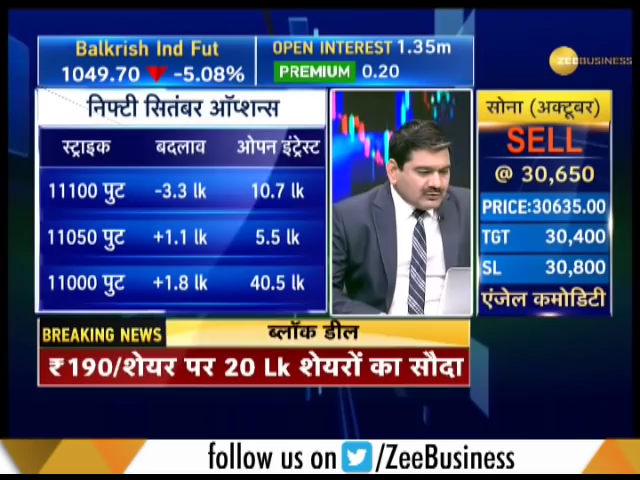 Balkrish Ind Fut
1049.70 -5.08%
OPEN INTEREST 1.35m
PREMIUM 0.20
ZEEBUSINESS
निफ्टी सितंबर ऑप्शन्स
स्ट्राइक बदलाव ओपन इंट्रेस्ट
11100 पुट -3.3 lk 10.7 lk
11050 पुट +1.1 lk 5.5 lk
11000 पुट +1.8 lk 40.5 lk
सोना (अक्टूबर)
SELL
@ 30,650
PRICE:30635.00
TGT 30,400
SL 30,800
एंजेल कमोडिटी
BREAKING NEWS ब्लॉक डील
₹190/शेयर पर 20 Lk शेयरों का सौदा
follow us on /ZeeBusiness